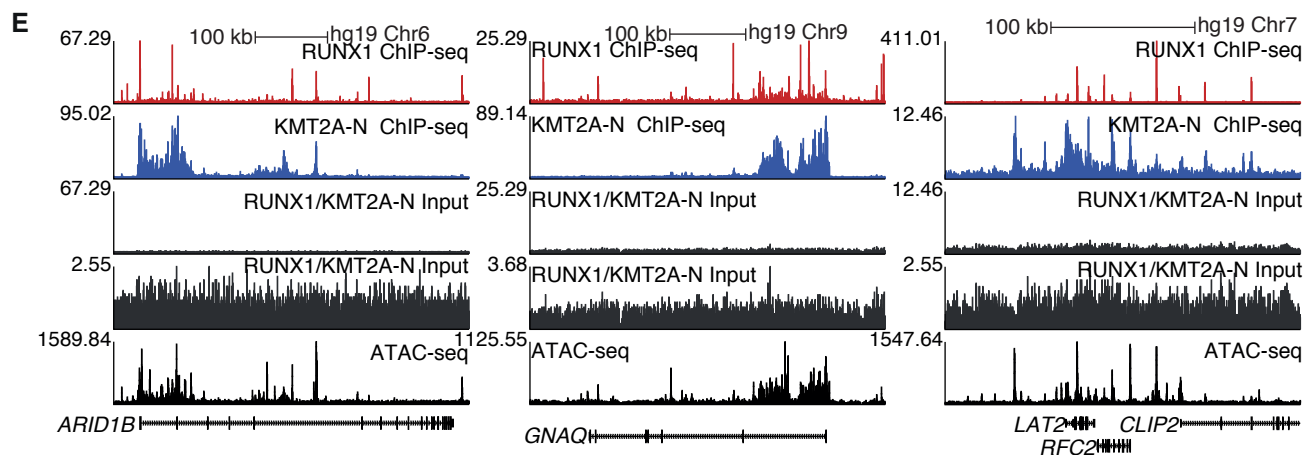 E
100 kb hg19 Chr6
67.29 RUNX1 ChIP-seq
95.02 KMT2A-N ChIP-seq
67.29 RUNX1/KMT2A-N Input
2.55 RUNX1/KMT2A-N Input
1589.84 ATAC-seq
ARID1B
100 kb hg19 Chr9
25.29 RUNX1 ChIP-seq
89.14 KMT2A-N ChIP-seq
25.29 RUNX1/KMT2A-N Input
3.68 RUNX1/KMT2A-N Input
1125.55 ATAC-seq
GNAQ
100 kb hg19 Chr7
411.01 RUNX1 ChIP-seq
12.46 KMT2A-N ChIP-seq
12.46 RUNX1/KMT2A-N Input
2.55 RUNX1/KMT2A-N Input
1547.64 ATAC-seq
LAT2 CLIP2
RFC2